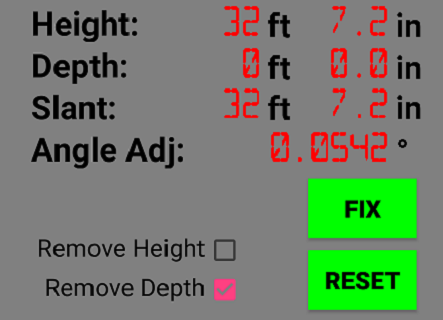 Height: 32 ft 7.2 in
Depth: 0 ft 0.0 in
Slant: 32 ft 7.2 in
Angle Adj: 0.0542 °
FIX
Remove Height
Remove Depth
RESET